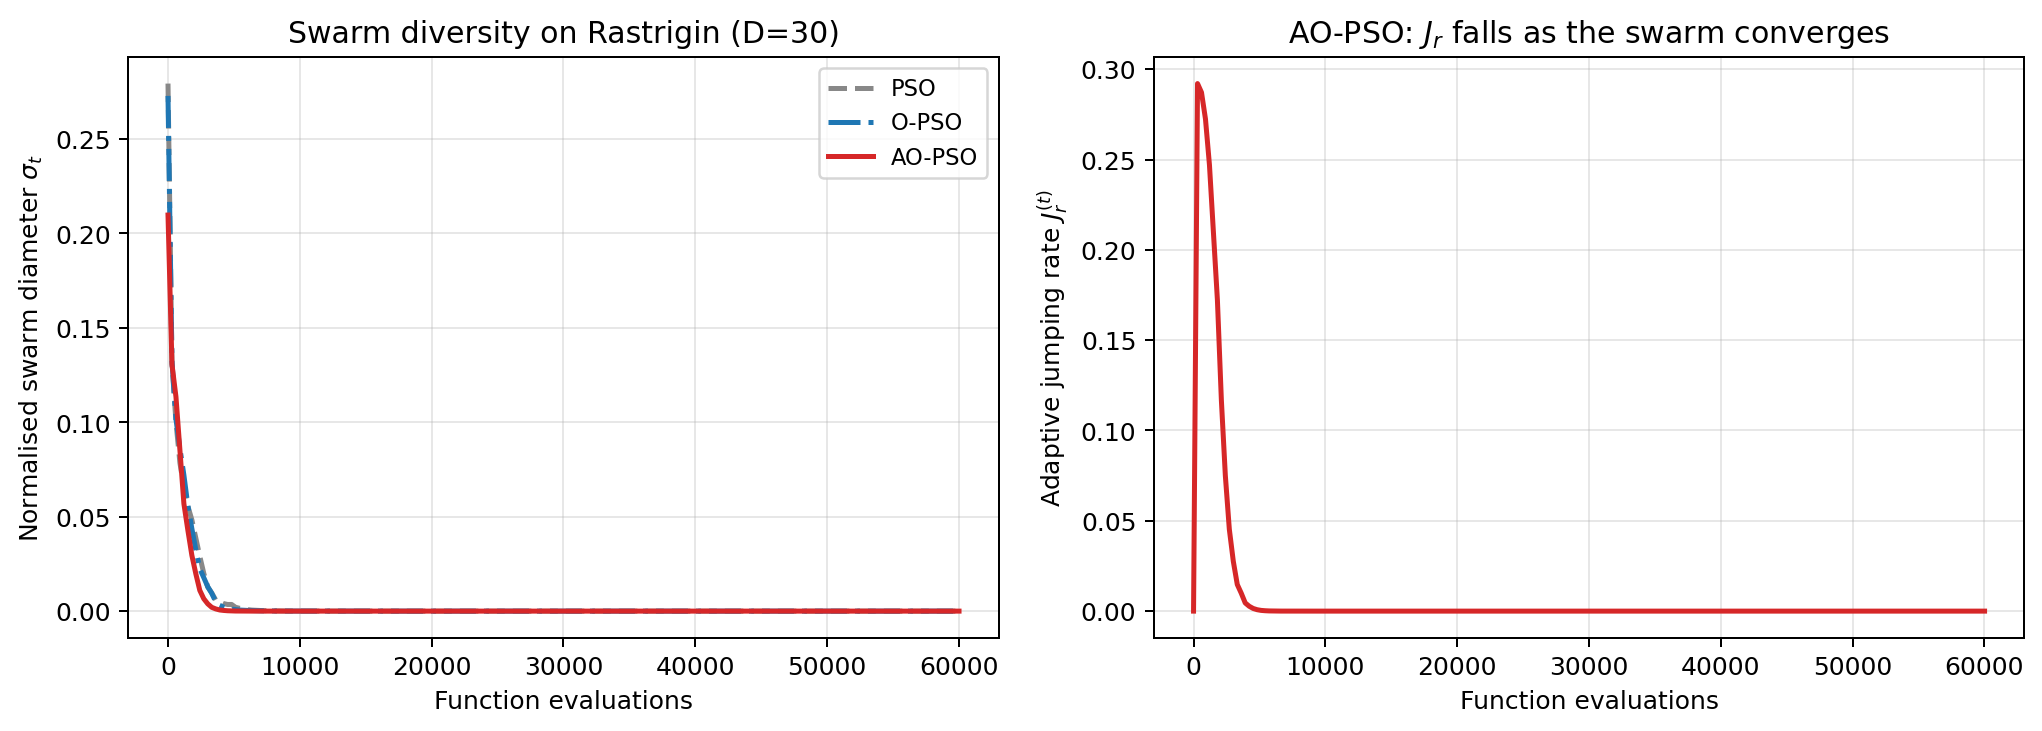 Swarm diversity on Rastrigin (D=30)
Normalised swarm diameter σ_t
0.25
0.20
0.15
0.10
0.05
0.00
PSO
O-PSO
AO-PSO
0 10000 20000 30000 40000 50000 60000
Function evaluations
AO-PSO: J_r falls as the swarm converges
Adaptive jumping rate J_r^(t)
0.30
0.25
0.20
0.15
0.10
0.05
0.00
0 10000 20000 30000 40000 50000 60000
Function evaluations